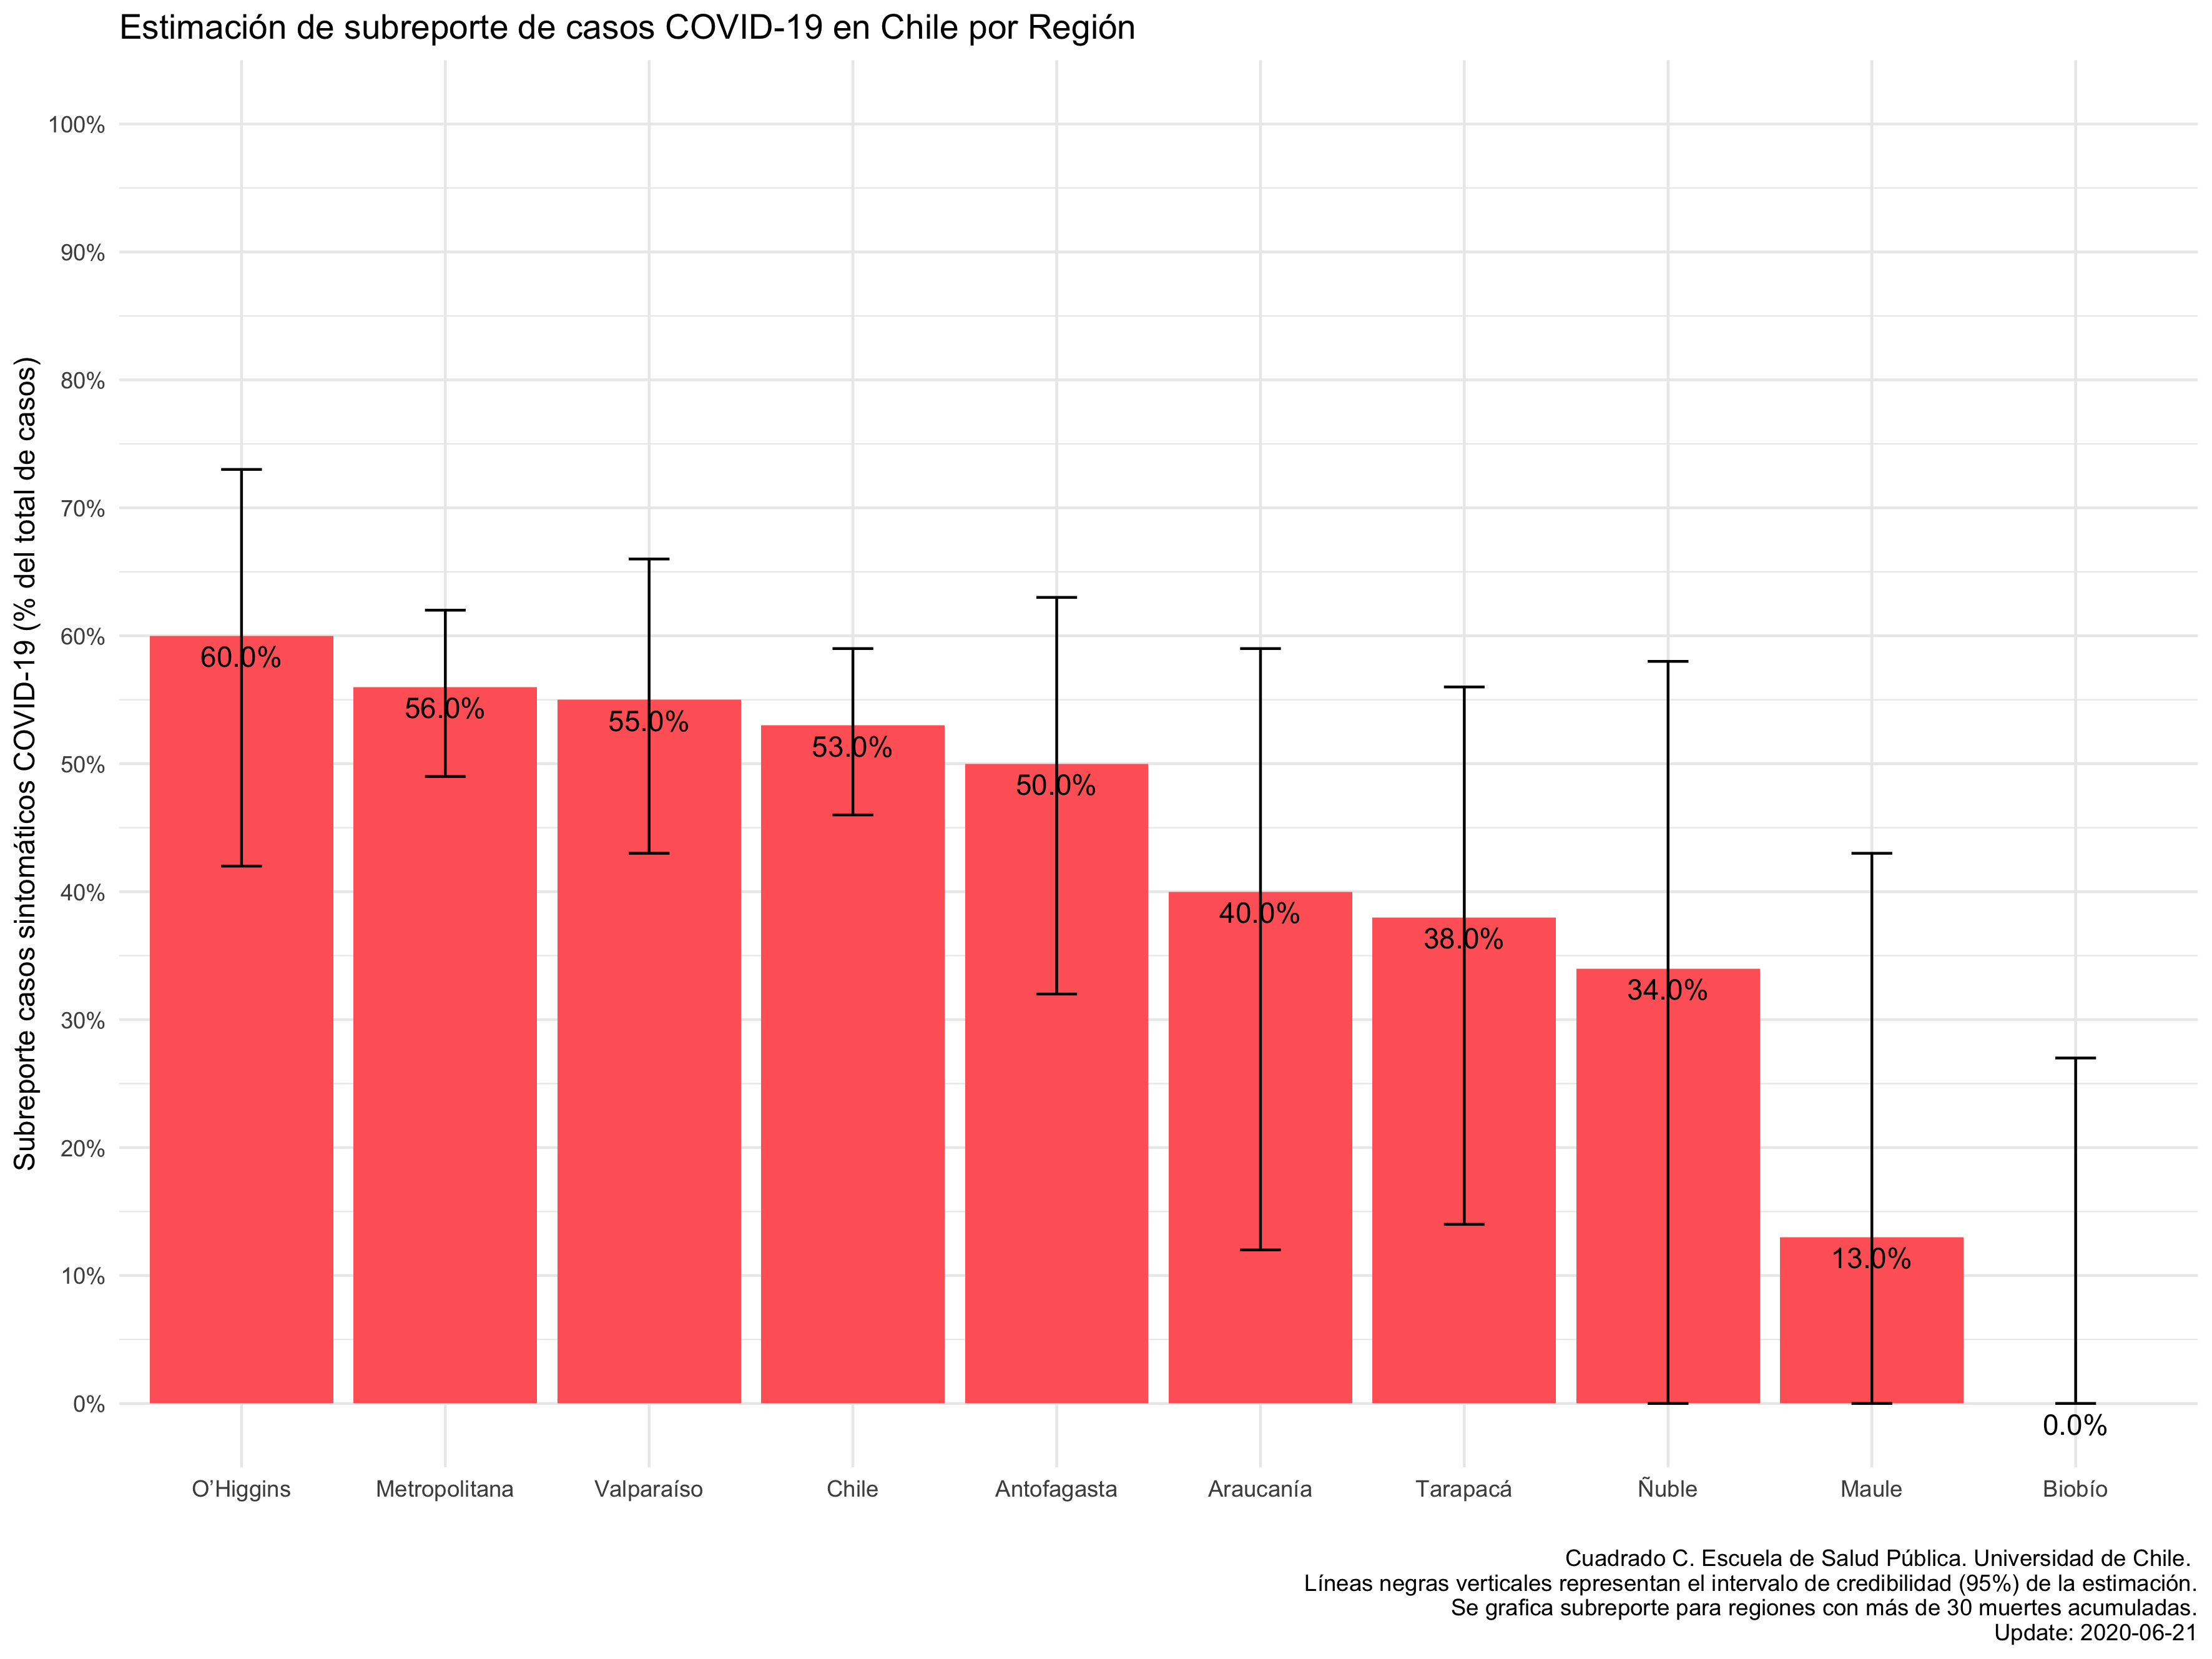 Estimación de subreporte de casos COVID-19 en Chile por Región
Subreporte casos sintomáticos COVID-19 (% del total de casos)
100%
90%
80%
70%
60%
50%
40%
30%
20%
10%
0%
60.0%
56.0%
55.0%
53.0%
50.0%
40.0%
38.0%
34.0%
13.0%
0.0%
O’Higgins
Metropolitana
Valparaíso
Chile
Antofagasta
Araucanía
Tarapacá
Ñuble
Maule
Biobío
Cuadrado C. Escuela de Salud Pública. Universidad de Chile.
Líneas negras verticales representan el intervalo de credibilidad (95%) de la estimación.
Se grafica subreporte para regiones con más de 30 muertes acumuladas.
Update: 2020-06-21